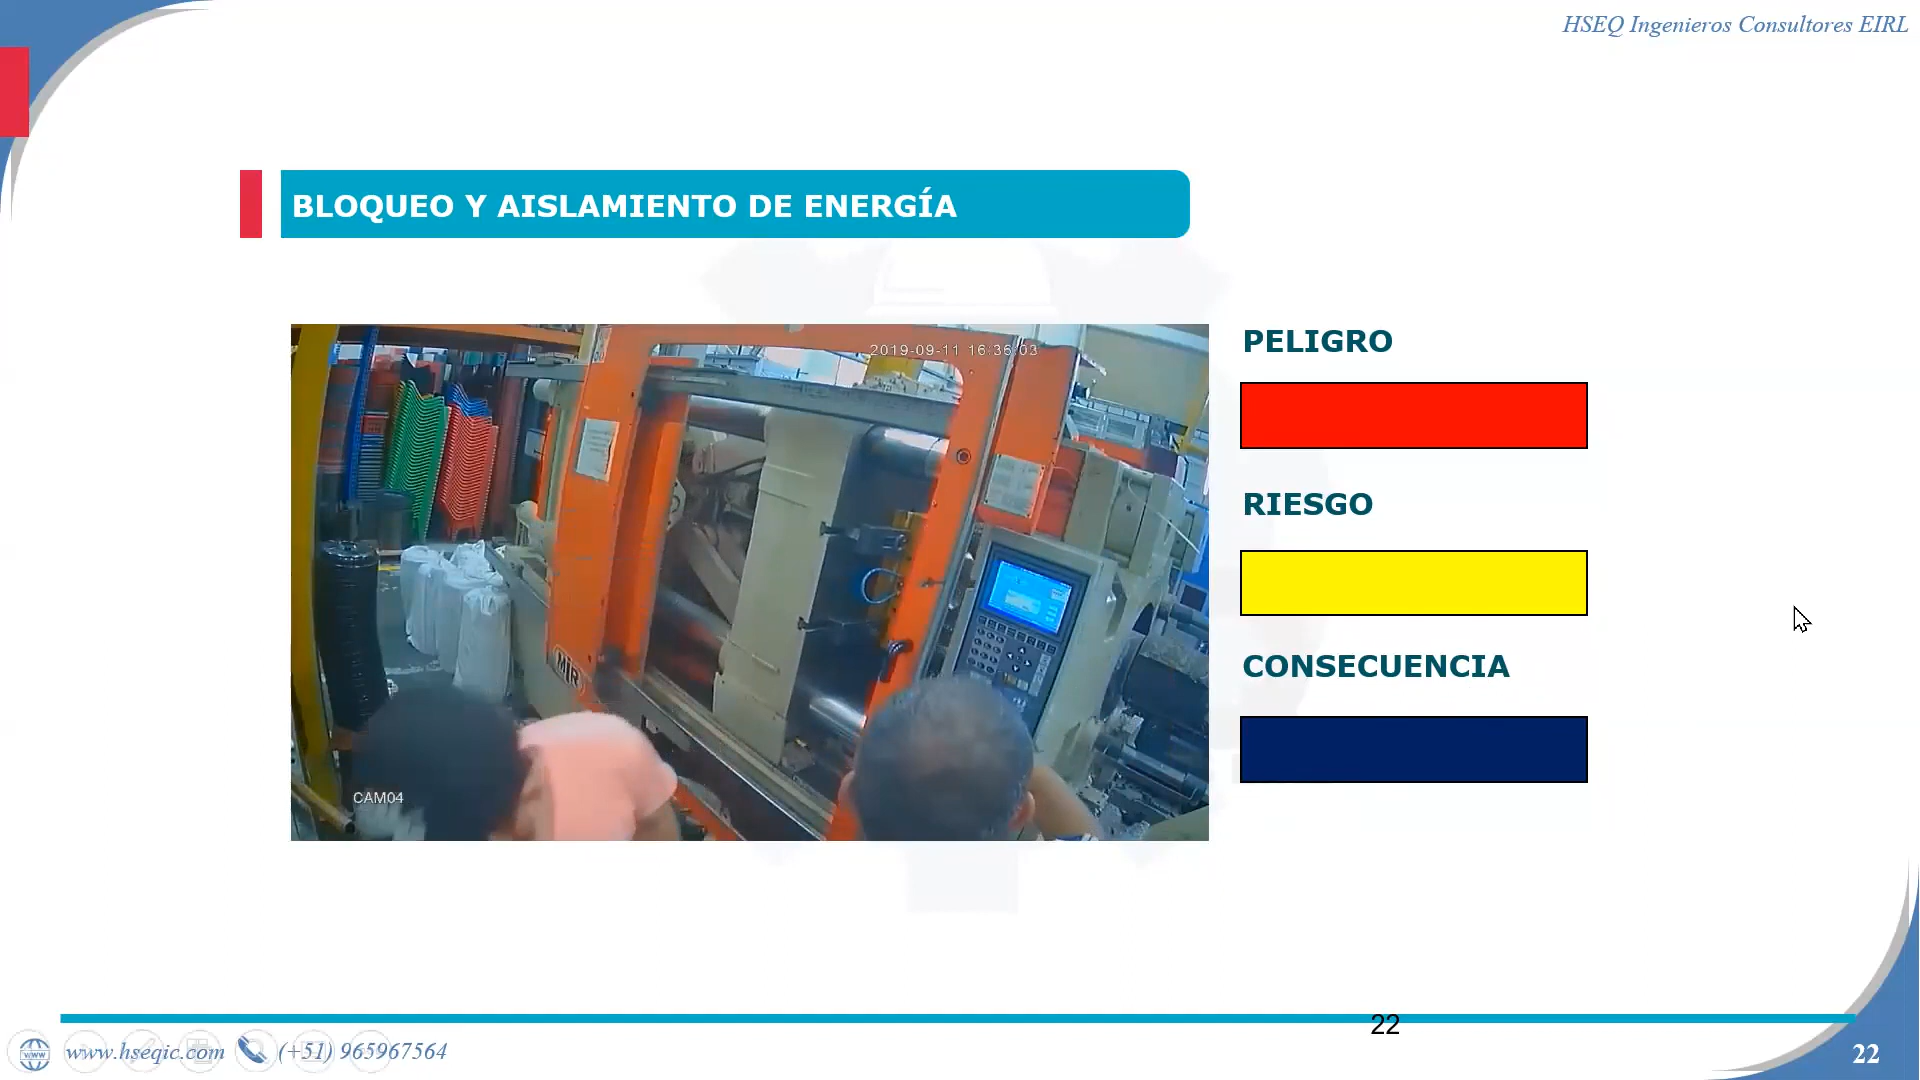 HSEQ Ingenieros Consultores EIRL
BLOQUEO Y AISLAMIENTO DE ENERGÍA
2019-09-11 16:36:03
PELIGRO
RIESGO
CONSECUENCIA
MIR
CAM04
22
www.hseqic.com (+51) 965967564
22